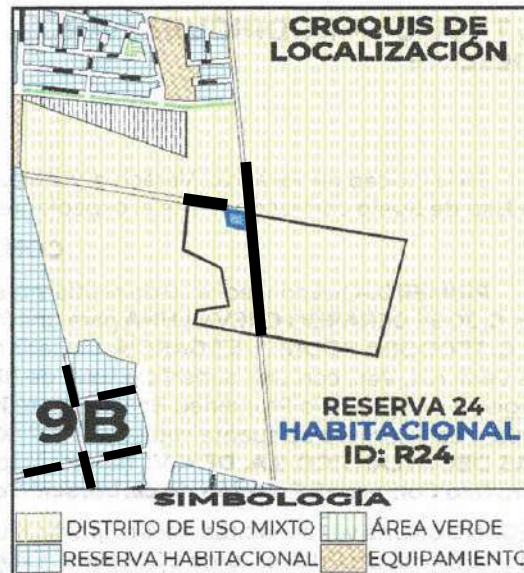 CROQUIS DE
LOCALIZACIÓN
9B
RESERVA 24
HABITACIONAL
ID: R24
SIMBOLOGÍA
DISTRITO DE USO MIXTO ÁREA VERDE
RESERVA HABITACIONAL EQUIPAMIENTO